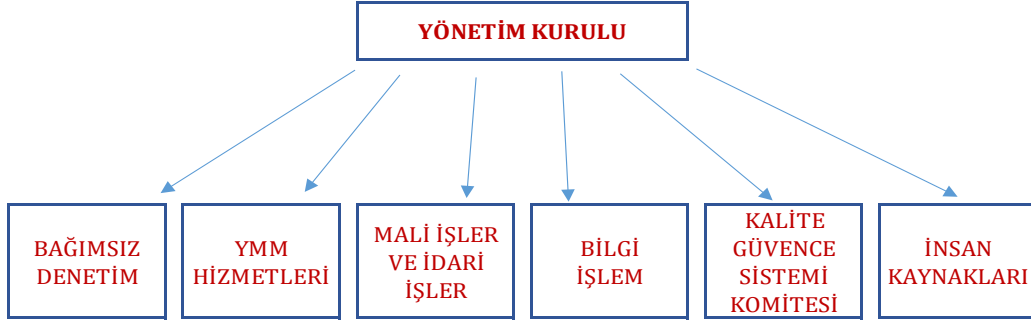 YÖNETİM KURULU
BAĞIMSIZ
DENETİM
YMM
HİZMETLERİ
MALİ İŞLER
VE İDARİ
İŞLER
BİLGİ
İŞLEM
KALİTE
GÜVENCE
SİSTEMİ
KOMİTESİ
İNSAN
KAYNAKLARI